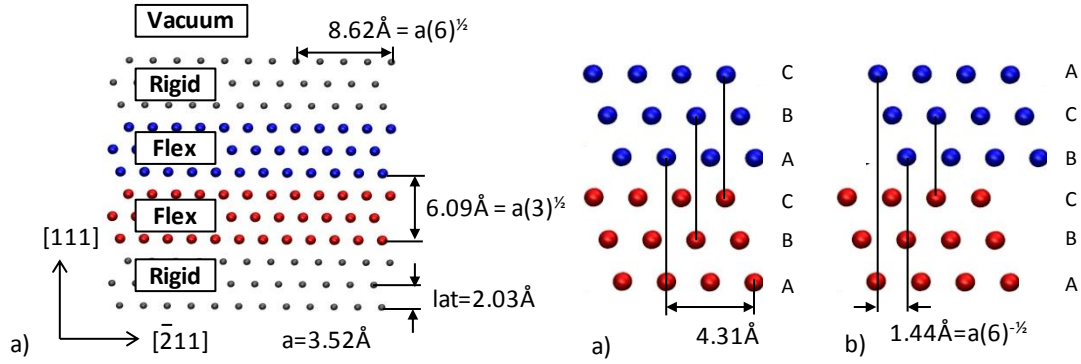 Vacuum
8.62Å = a(6)^½
Rigid
Flex
Flex
6.09Å = a(3)^½
[111]
Rigid
lat=2.03Å
a)
[2̅11]
a=3.52Å
C
B
A
C
B
A
4.31Å
a)
A
C
B
C
B
A
1.44Å=a(6)^-½
b)